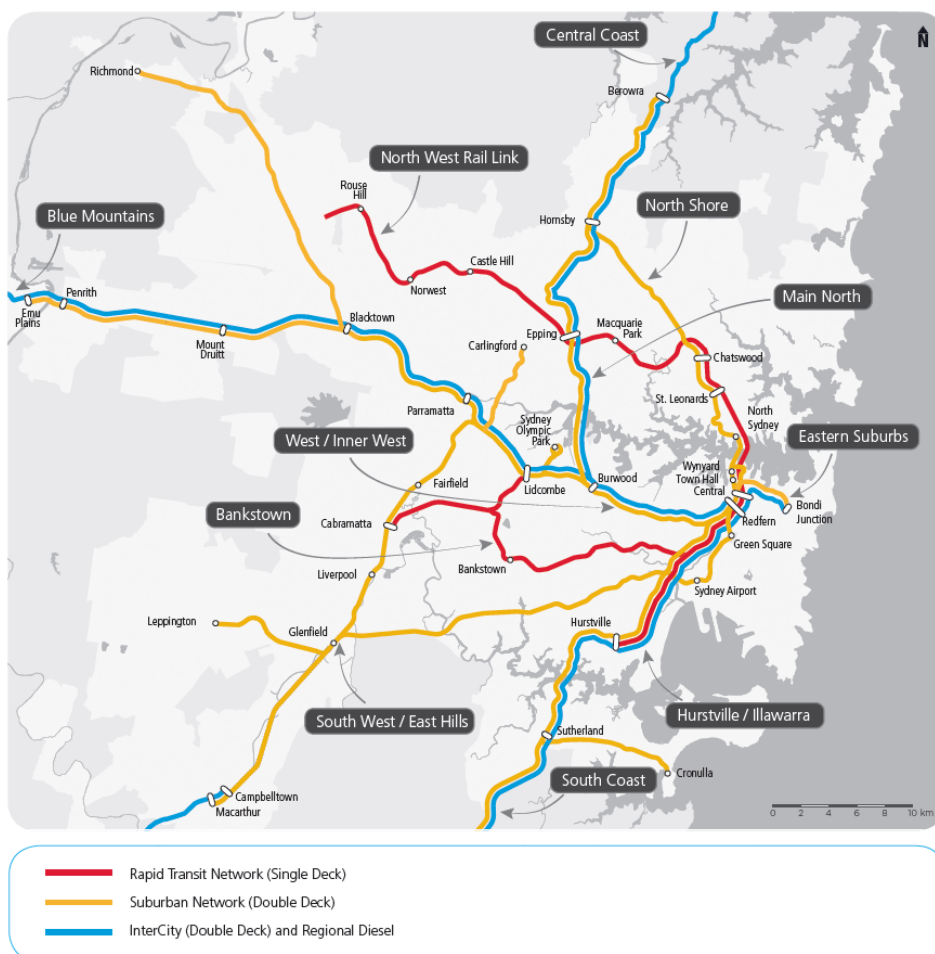 Central Coast
N
Richmond
Berowra
North West Rail Link
Rouse
Hill
North Shore
Blue Mountains
Hornsby
Castle Hill
Norwest
Penrith
Emu
Plains
Main North
Mount
Druitt
Blacktown
Epping
Macquarie
Park
Carlingford
Chatswood
Parramatta
St. Leonards
North
Sydney
Sydney
Olympic
Park
West / Inner West
Eastern Suburbs
Wynyard
Town Hall
Central
Fairfield
Lidcombe
Burwood
Bondi
Junction
Redfern
Bankstown
Cabramatta
Green Square
Bankstown
Liverpool
Sydney Airport
Leppington
Hurstville
Glenfield
South West / East Hills
Hurstville / Illawarra
Sutherland
South Coast
Cronulla
Campbelltown
Macarthur
0 2 4 6 8 10 km
Rapid Transit Network (Single Deck)
Suburban Network (Double Deck)
InterCity (Double Deck) and Regional Diesel